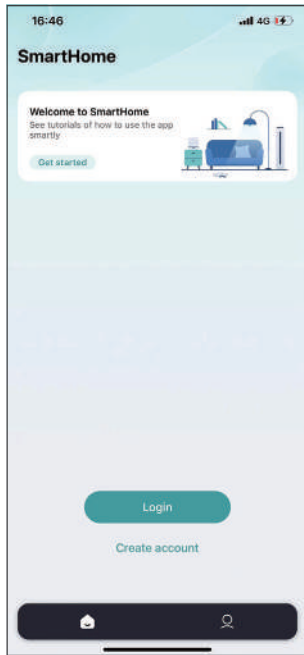 16:46
4G
SmartHome
Welcome to SmartHome
See tutorials of how to use the app
smartly
Get started
Login
Create account